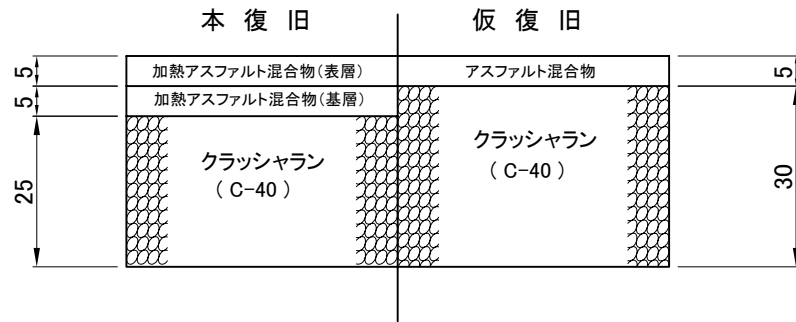 本復旧
仮復旧
5
加熱アスファルト混合物(表層)
アスファルト混合物
5
5
加熱アスファルト混合物(基層)
25
クラッシャラン
( C-40 )
クラッシャラン
( C-40 )
30